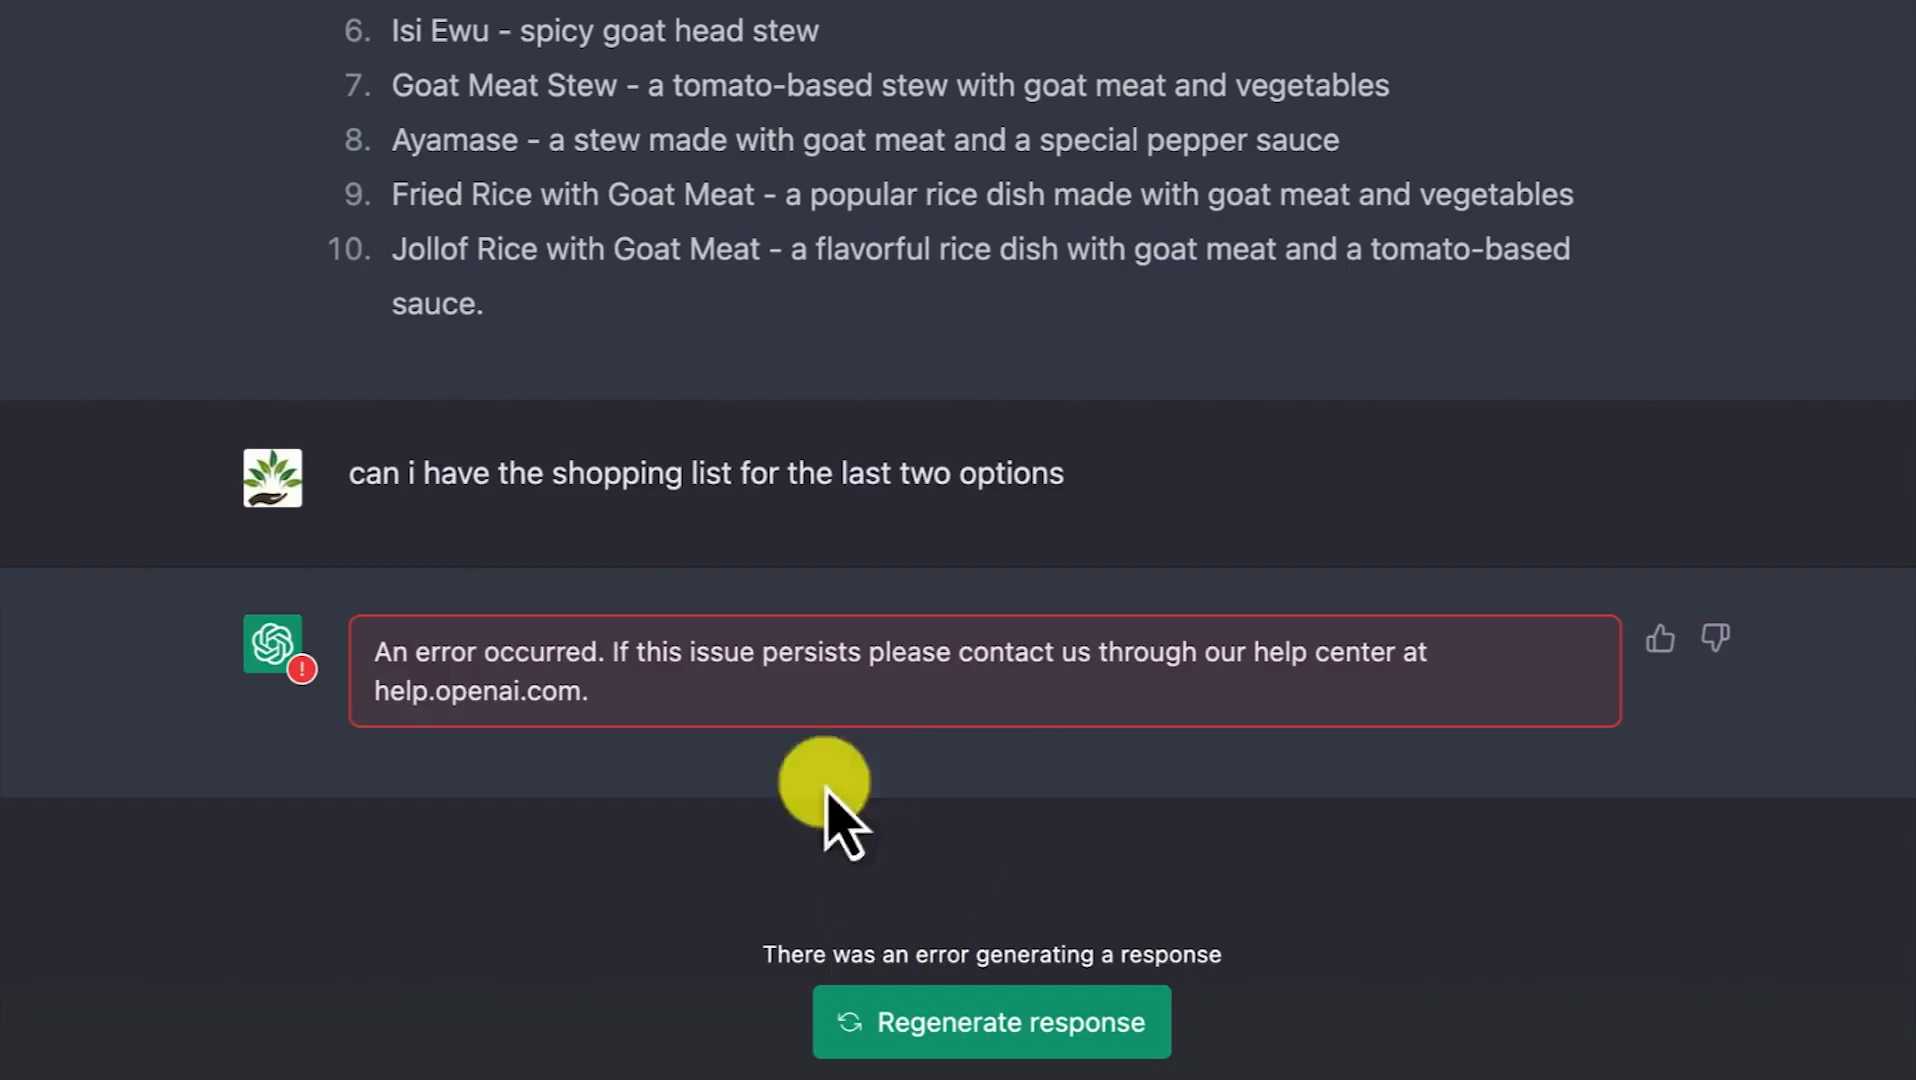 6. Isi Ewu - spicy goat head stew
7. Goat Meat Stew - a tomato-based stew with goat meat and vegetables
8. Ayamase - a stew made with goat meat and a special pepper sauce
9. Fried Rice with Goat Meat - a popular rice dish made with goat meat and vegetables
10. Jollof Rice with Goat Meat - a flavorful rice dish with goat meat and a tomato-based
sauce.
can i have the shopping list for the last two options
An error occurred. If this issue persists please contact us through our help center at
help.openai.com.
There was an error generating a response
Regenerate response